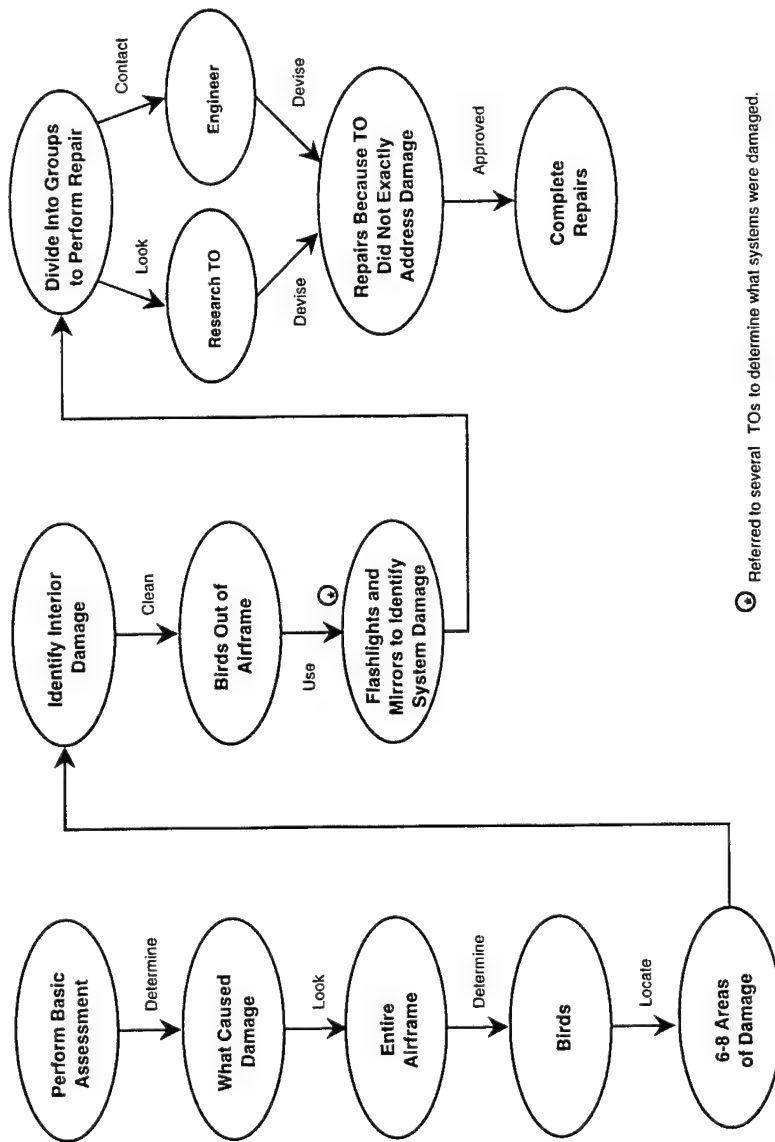 Perform Basic
Assessment
Determine
What Caused
Damage
Look
Entire
Airframe
Determine
Birds
Locate
6-8 Areas
of Damage
Identify Interior
Damage
Clean
Birds Out of
Airframe
Use
Flashlights and
Mirrors to Identify
System Damage
Divide Into Groups
to Perform Repair
Look
Contact
Research TO
Engineer
Devise
Devise
Repairs Because TO
Did Not Exactly
Address Damage
Approved
Complete
Repairs
Referred to several TOs to determine what systems were damaged.